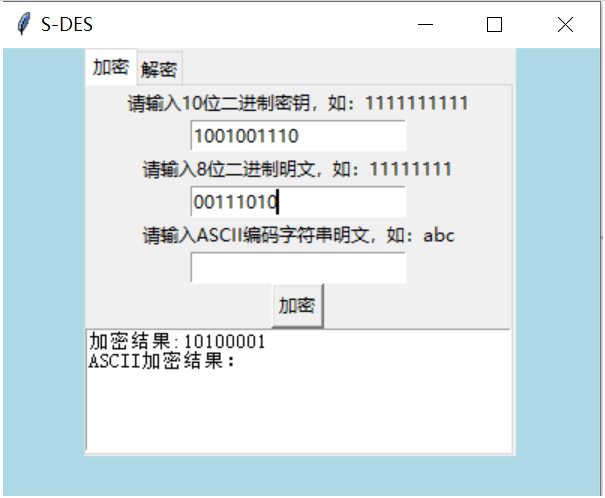 S-DES
加密 解密
请输入10位二进制密钥，如：1111111111
1001001110
请输入8位二进制明文，如：11111111
00111010
请输入ASCII编码字符串明文，如：abc
加密
加密结果:10100001
ASCII加密结果：